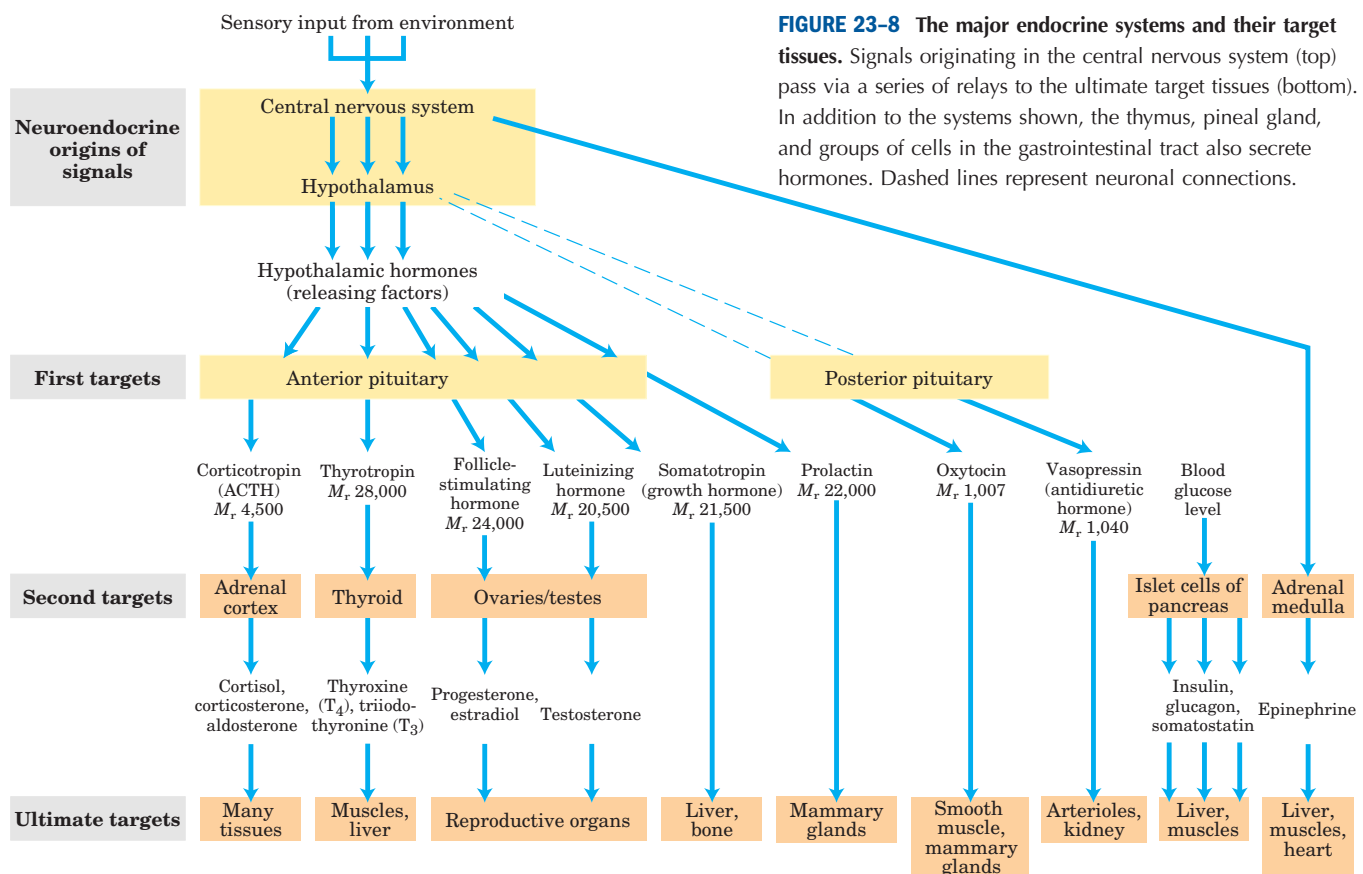 Sensory input from environment
FIGURE 23–8 The major endocrine systems and their target
tissues. Signals originating in the central nervous system (top)
pass via a series of relays to the ultimate target tissues (bottom).
In addition to the systems shown, the thymus, pineal gland,
and groups of cells in the gastrointestinal tract also secrete
hormones. Dashed lines represent neuronal connections.
Neuroendocrine
origins of
signals
Central nervous system
Hypothalamus
Hypothalamic hormones
(releasing factors)
First targets
Anterior pituitary
Posterior pituitary
Corticotropin
(ACTH)
Mr 4,500
Thyrotropin
Mr 28,000
Follicle-
stimulating
hormone
Mr 24,000
Luteinizing
hormone
Mr 20,500
Somatotropin
(growth hormone)
Mr 21,500
Prolactin
Mr 22,000
Oxytocin
Mr 1,007
Vasopressin
(antidiuretic
hormone)
Mr 1,040
Blood
glucose
level
Second targets
Adrenal
cortex
Thyroid
Ovaries/testes
Islet cells of
pancreas
Adrenal
medulla
Cortisol,
corticosterone,
aldosterone
Thyroxine
(T4), triiodo-
thyronine (T3)
Progesterone,
estradiol
Testosterone
Insulin,
glucagon,
somatostatin
Epinephrine
Ultimate targets
Many
tissues
Muscles,
liver
Reproductive organs
Liver,
bone
Mammary
glands
Smooth
muscle,
mammary
glands
Arterioles,
kidney
Liver,
muscles
Liver,
muscles,
heart